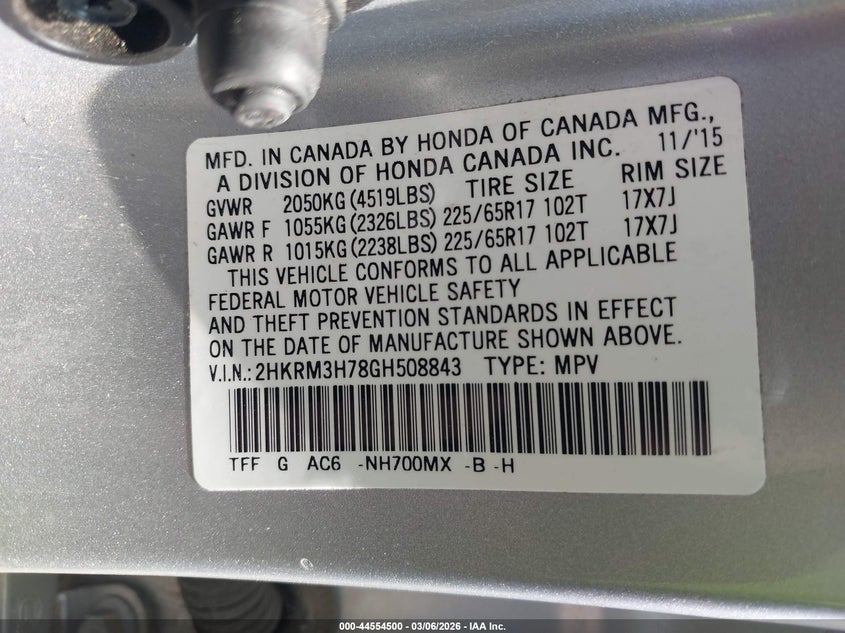 MFD. IN CANADA BY HONDA OF CANADA MFG.,
A DIVISION OF HONDA CANADA INC. 11/'15
GVWR 2050KG(4519LBS) TIRE SIZE RIM SIZE
GAWR F 1055KG(2326LBS) 225/65R17 102T 17X7J
GAWR R 1015KG(2238LBS) 225/65R17 102T 17X7J
THIS VEHICLE CONFORMS TO ALL APPLICABLE
FEDERAL MOTOR VEHICLE SAFETY
AND THEFT PREVENTION STANDARDS IN EFFECT
ON THE DATE OF MANUFACTURE SHOWN ABOVE.
V.I.N.: 2HKRM3H78GH508843 TYPE: MPV
TFF G AC6 -NH700MX -B -H
000-44554500 - 03/06/2026 - IAA Inc.